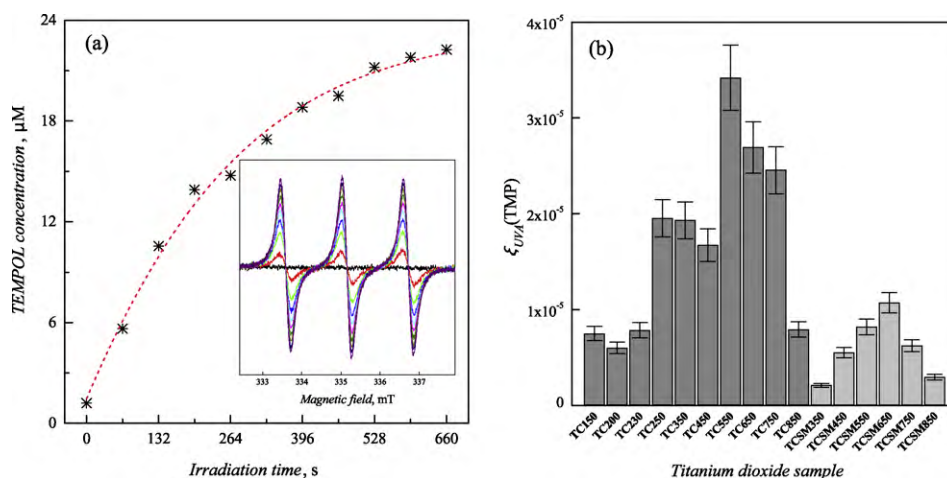 24
18
12
6
0
(a)
TEMPOL concentration , μM
333 334 335 336 337
Magnetic field, mT
0 132 264 396 528 660
Irradiation time, s
4x10⁻⁵
3x10⁻⁵
2x10⁻⁵
1x10⁻⁵
0
(b)
ξUVA(TMP)
TC150 TC200 TC230 TC250 TC350 TC450 TC550 TC650 TC750 TC850 TCSM350 TCSM450 TCSM550 TCSM650 TCSM750 TCSM850
Titanium dioxide sample